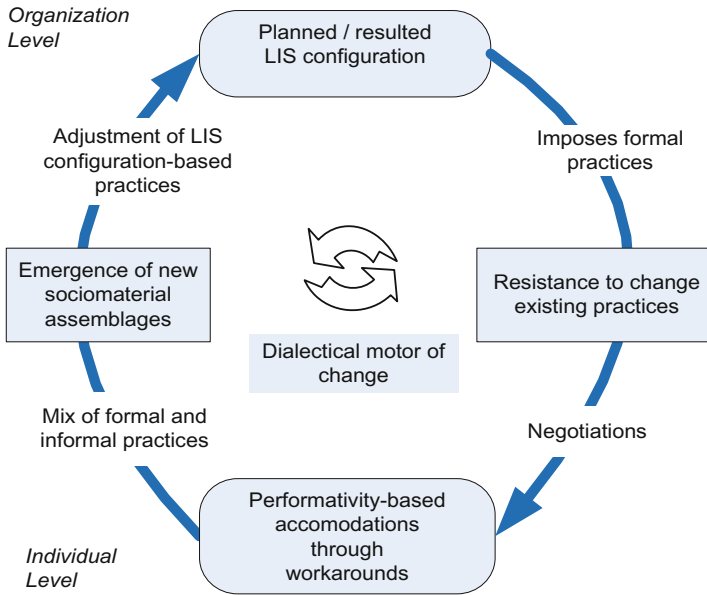 Organization
Level
Planned / resulted
LIS configuration
Adjustment of LIS
configuration-based
practices
Imposes formal
practices
Emergence of new
sociomaterial
assemblages
Resistance to change
existing practices
Dialectical motor of
change
Mix of formal and
informal practices
Negotiations
Performativity-based
accomodations
through
workarounds
Individual
Level